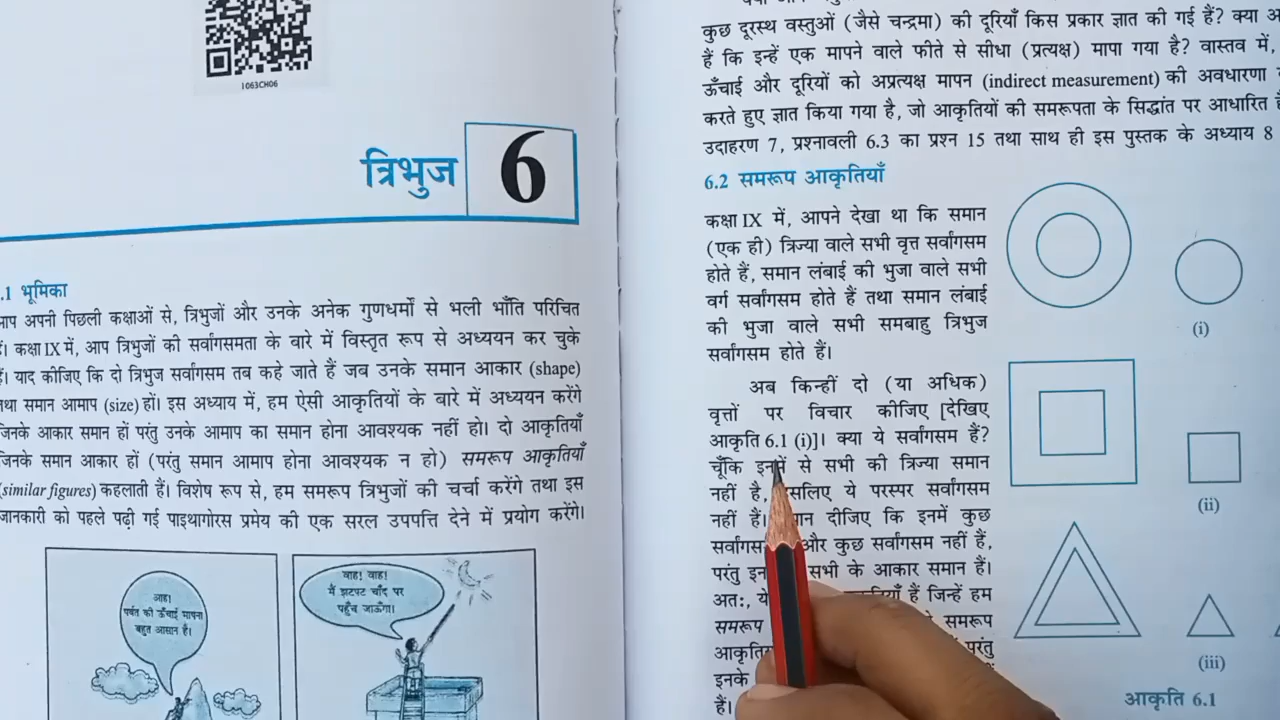 1063CH06
त्रिभुज 6
.1 भूमिका
आप अपनी पिछली कक्षाओं से, त्रिभुजों और उनके अनेक गुणधर्मों से भली भाँति परिचित
हैं। कक्षा IX में, आप त्रिभुजों की सर्वांगसमता के बारे में विस्तृत रूप से अध्ययन कर चुके
हैं। याद कीजिए कि दो त्रिभुज सर्वांगसम तब कहे जाते हैं जब उनके समान आकार (shape)
तथा समान आमाप (size) हों। इस अध्याय में, हम ऐसी आकृतियों के बारे में अध्ययन करेंगे
जिनके आकार समान हों परंतु उनके आमाप का समान होना आवश्यक नहीं हो। दो आकृतियाँ
जिनके समान आकार हों (परंतु समान आमाप होना आवश्यक न हो) समरूप आकृतियाँ
(similar figures) कहलाती हैं। विशेष रूप से, हम समरूप त्रिभुजों की चर्चा करेंगे तथा इस
जानकारी को पहले पढ़ी गई पाइथागोरस प्रमेय की एक सरल उपपत्ति देने में प्रयोग करेंगे।
आहा!
पर्वत की ऊँचाई मापना
बहुत आसान है।
वाह! वाह!
मैं झटपट चाँद पर
पहुँच जाऊँगा।
कुछ दूरस्थ वस्तुओं (जैसे चन्द्रमा) की दूरियाँ किस प्रकार ज्ञात की गई हैं? क्या
हैं कि इन्हें एक मापने वाले फीते से सीधा (प्रत्यक्ष) मापा गया है? वास्तव में,
ऊँचाई और दूरियों को अप्रत्यक्ष मापन (indirect measurement) की अवधारणा
करते हुए ज्ञात किया गया है, जो आकृतियों की समरूपता के सिद्धांत पर आधारित
उदाहरण 7, प्रश्नावली 6.3 का प्रश्न 15 तथा साथ ही इस पुस्तक के अध्याय 8
6.2 समरूप आकृतियाँ
कक्षा IX में, आपने देखा था कि समान
(एक ही) त्रिज्या वाले सभी वृत्त सर्वांगसम
होते हैं, समान लंबाई की भुजा वाले सभी
वर्ग सर्वांगसम होते हैं तथा समान लंबाई
की भुजा वाले सभी समबाहु त्रिभुज
सर्वांगसम होते हैं।
अब किन्हीं दो (या अधिक)
वृत्तों पर विचार कीजिए [देखिए
आकृति 6.1 (i)]। क्या ये सर्वांगसम हैं?
चूँकि इनमें से सभी की त्रिज्या समान
नहीं है, ये परस्पर सर्वांगसम
नहीं हैं। दीजिए कि इनमें कुछ
और कुछ सर्वांगसम नहीं हैं,
परंतु सभी के आकार समान हैं।
अत:, हैं जिन्हें हम
समरूप समरूप
परंतु
इनके
हैं।
(i)
(ii)
(iii)
आकृति 6.1